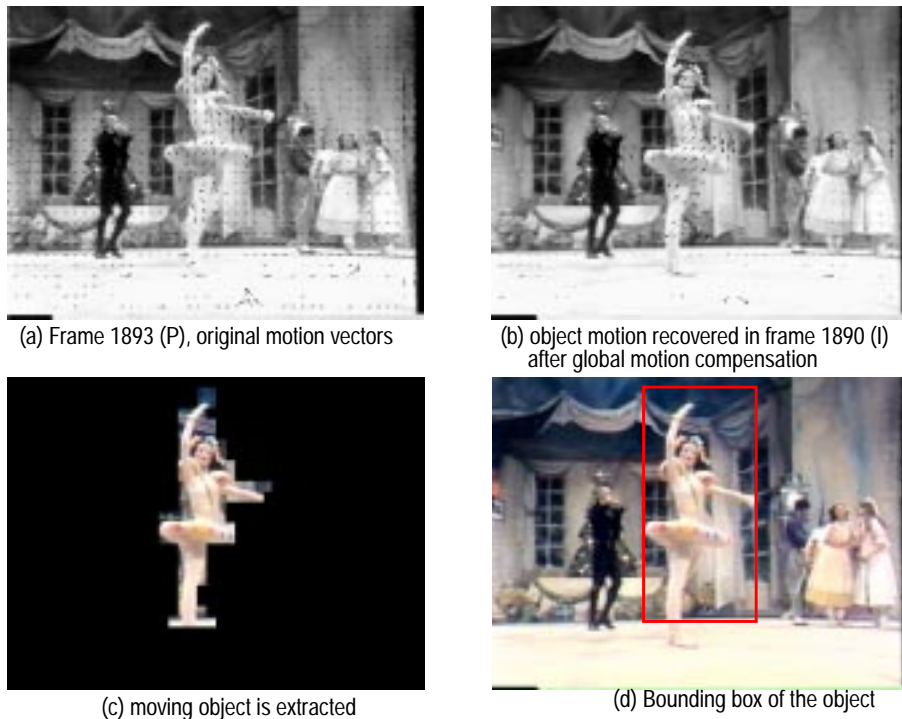 (a) Frame 1893 (P), original motion vectors
(b) object motion recovered in frame 1890 (I)
after global motion compensation
(c) moving object is extracted
(d) Bounding box of the object